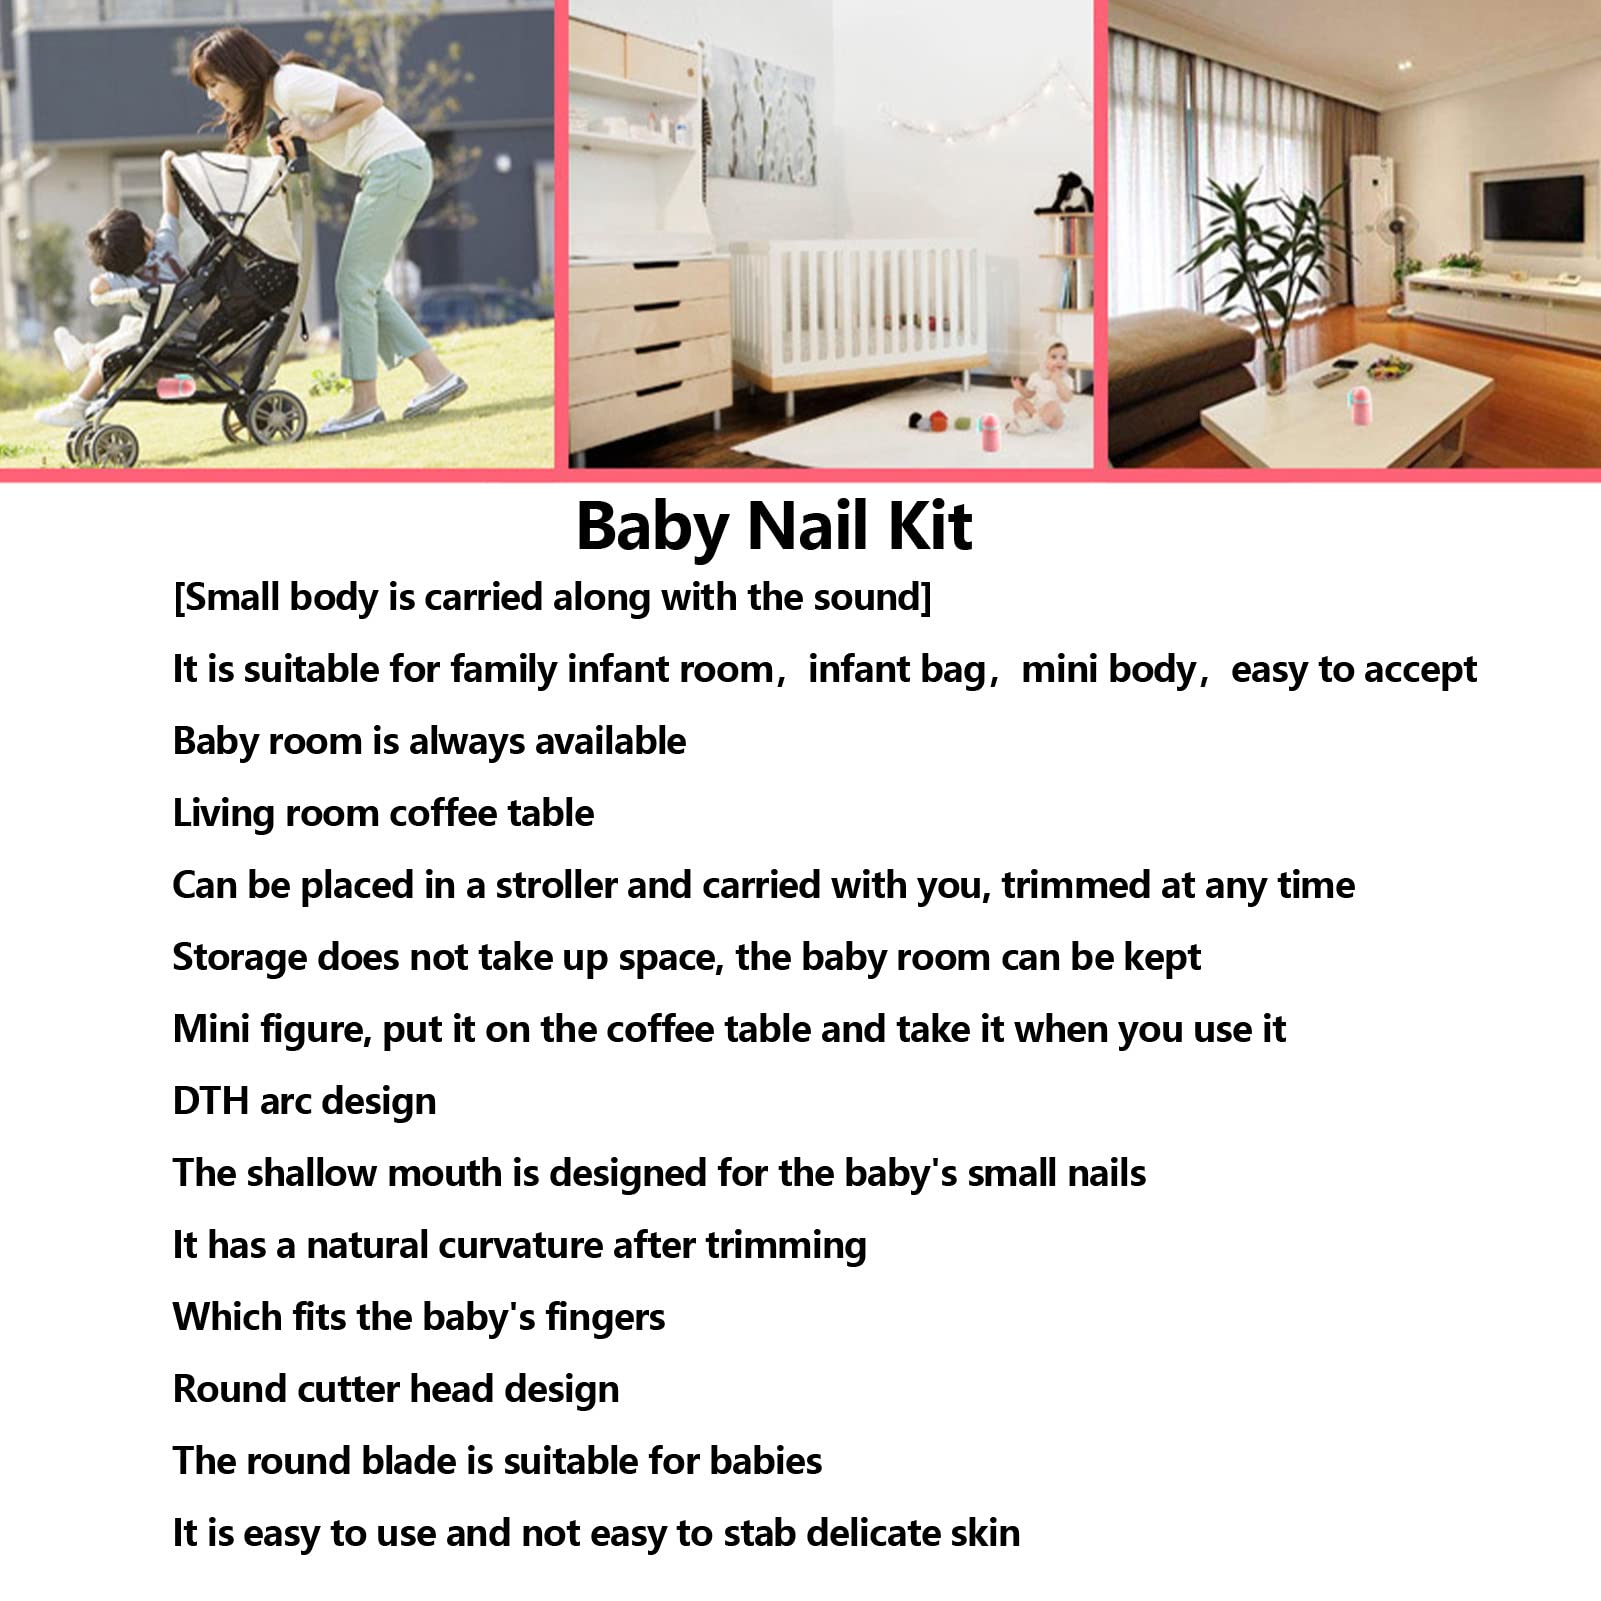 Baby Nail Kit
[Small body is carried along with the sound]
It is suitable for family infant room，infant bag，mini body，easy to accept
Baby room is always available
Living room coffee table
Can be placed in a stroller and carried with you, trimmed at any time
Storage does not take up space, the baby room can be kept
Mini figure, put it on the coffee table and take it when you use it
DTH arc design
The shallow mouth is designed for the baby's small nails
It has a natural curvature after trimming
Which fits the baby's fingers
Round cutter head design
The round blade is suitable for babies
It is easy to use and not easy to stab delicate skin